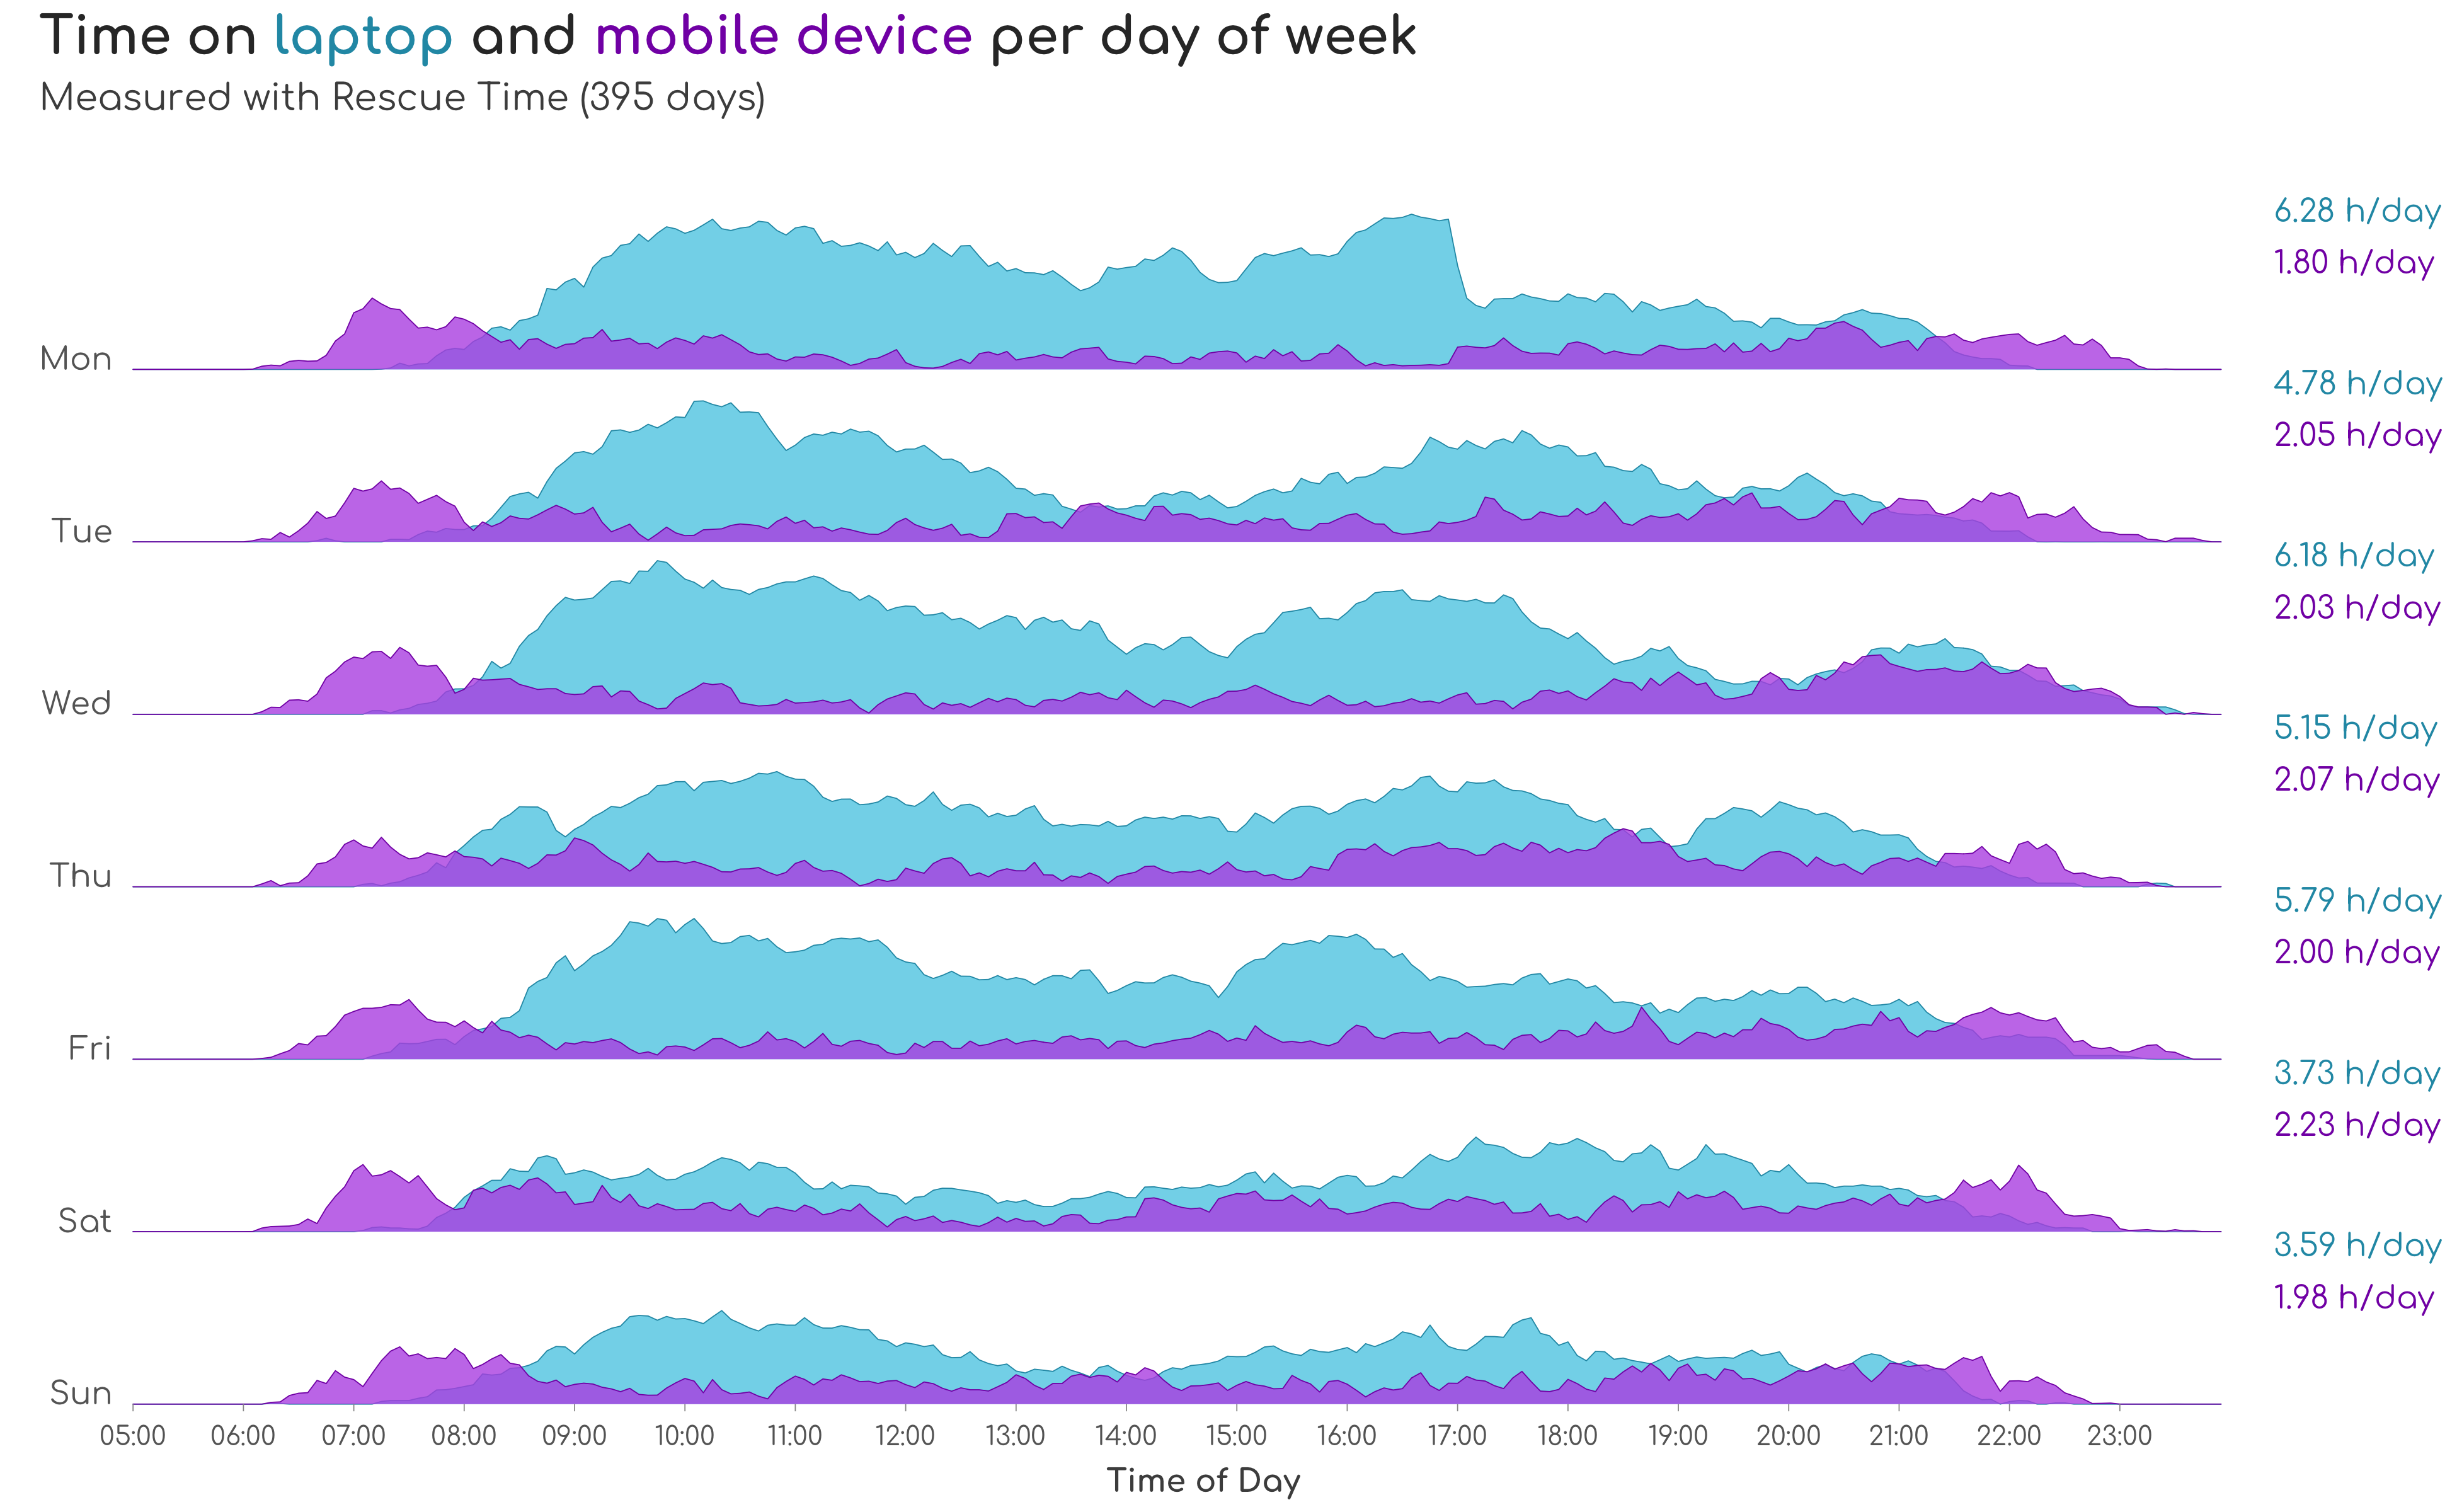 Time on laptop and mobile device per day of week
Measured with Rescue Time (395 days)
6.28 h/day
1.80 h/day
Mon
4.78 h/day
2.05 h/day
Tue
6.18 h/day
2.03 h/day
Wed
5.15 h/day
2.07 h/day
Thu
5.79 h/day
2.00 h/day
Fri
3.73 h/day
2.23 h/day
Sat
3.59 h/day
1.98 h/day
Sun
05:00 06:00 07:00 08:00 09:00 10:00 11:00 12:00 13:00 14:00 15:00 16:00 17:00 18:00 19:00 20:00 21:00 22:00 23:00
Time of Day